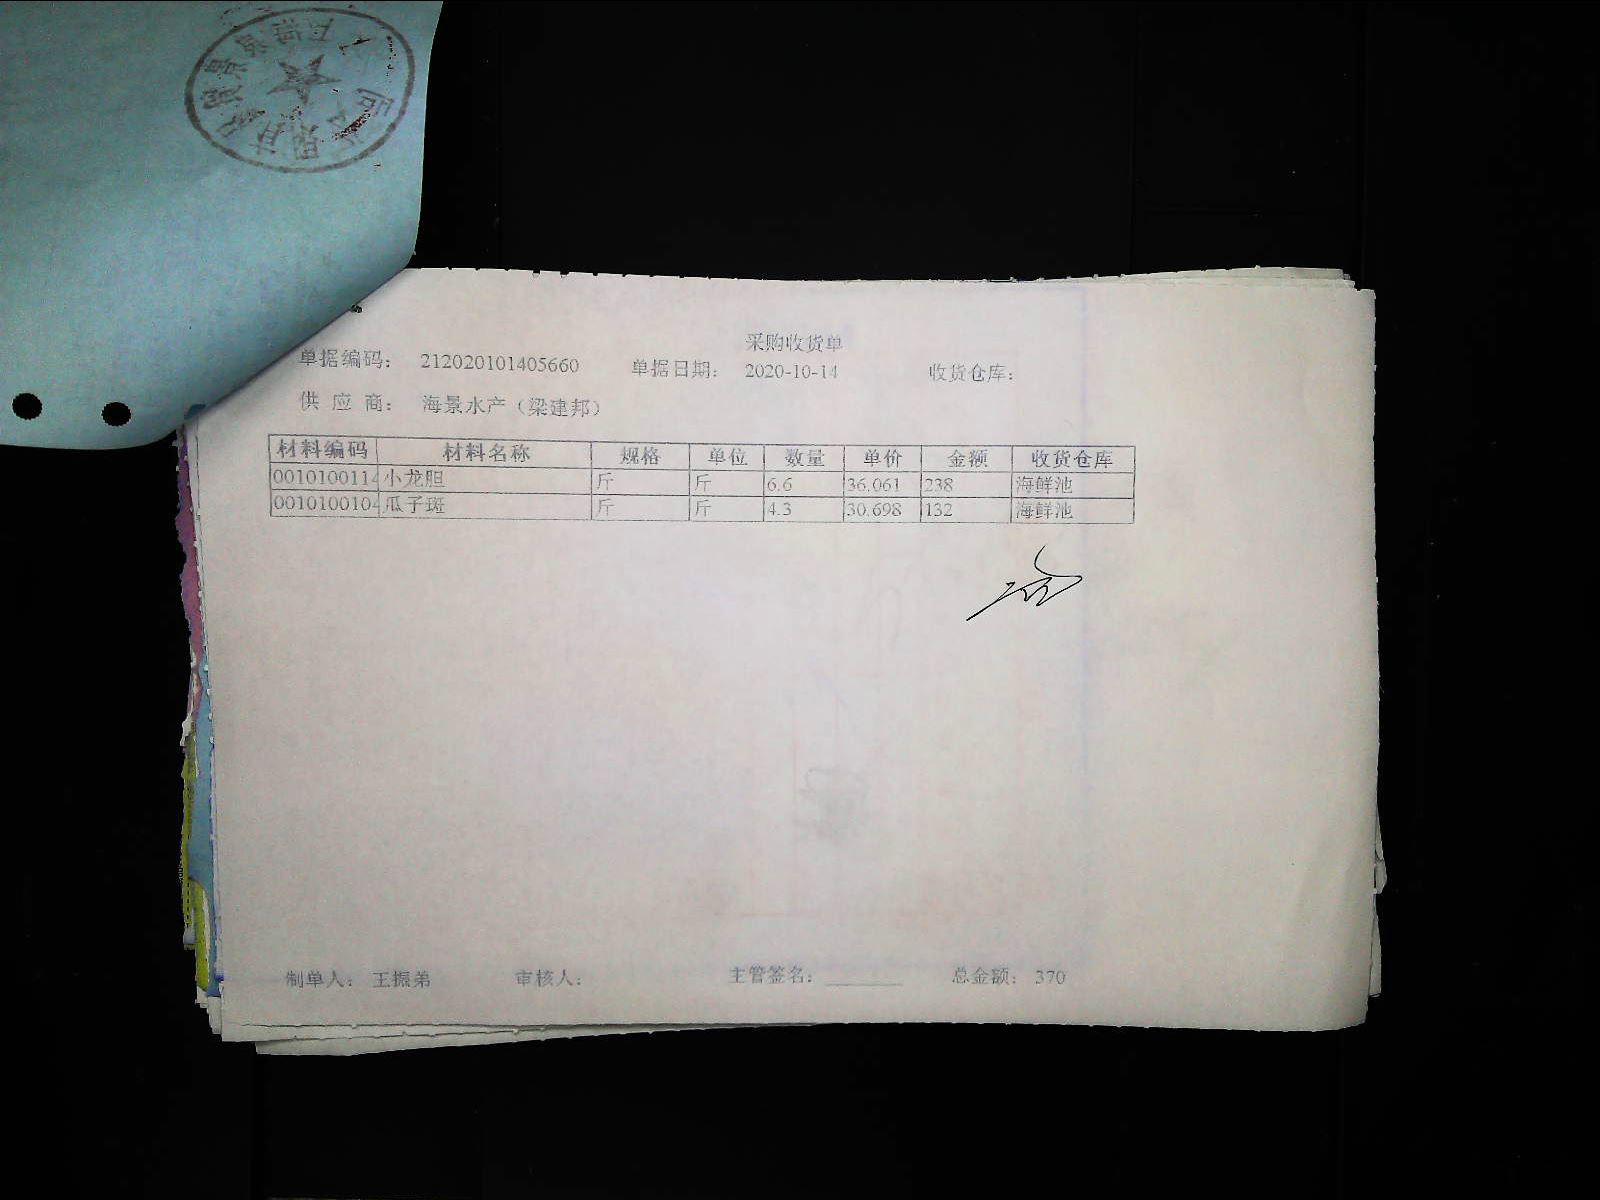 采购收货单
单据编码： 212020101405660 单据日期： 2020-10-14 收货仓库：
供 应 商： 海景水产（梁建邦）
材料编码 材料名称 规格 单位 数量 单价 金额 收货仓库
0010100114 小龙胆 斤 斤 6.6 36.061 238 海鲜池
0010100104 瓜子斑 斤 斤 4.3 30.698 132 海鲜池
制单人： 王振弟 审核人： 主管签名： 总金额： 370